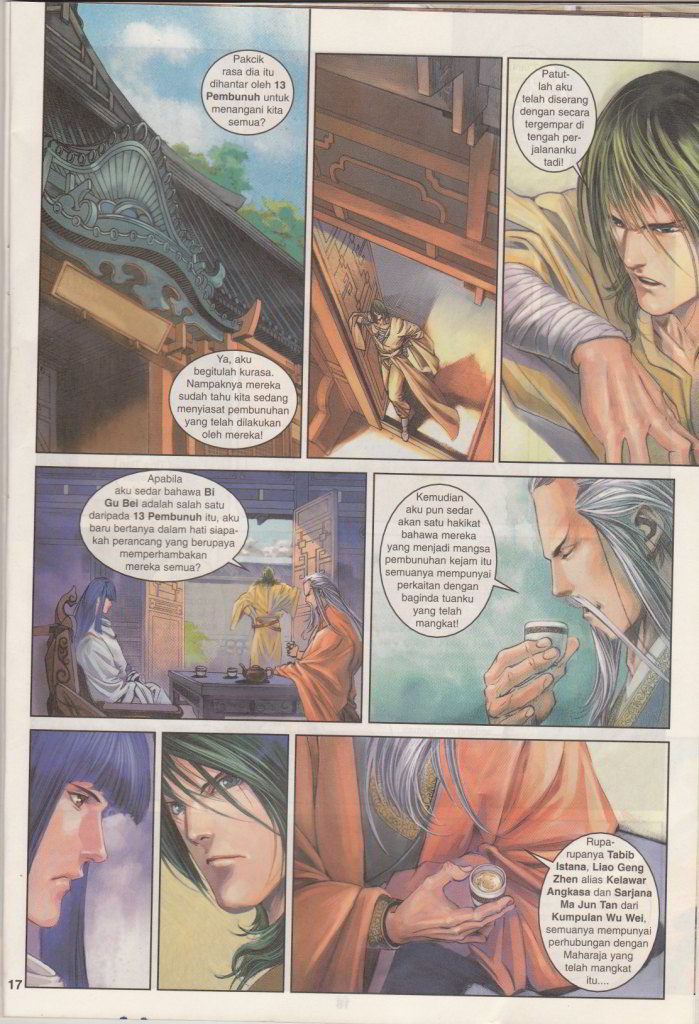 Pakcik
rasa dia itu
dihantar oleh 13
Pembunuh untuk
menangani kita
semua?
Ya, aku
begitulah kurasa.
Nampaknya mereka
sudah tahu kita sedang
menyiasat pembunuhan
yang telah dilakukan
oleh mereka!
Patut-
lah aku
telah diserang
dengan secara
tergempar di
tengah per-
jalananku
tadi!
Apabila
aku sedar bahawa Bi
Gu Bei adalah salah satu
daripada 13 Pembunuh itu, aku
baru bertanya dalam hati siapa-
kah perancang yang berupaya
memperhambakan
mereka semua?
Kemudian
aku pun sedar
akan satu hakikat
bahawa mereka
yang menjadi mangsa
pembunuhan kejam itu
semuanya mempunyai
perkaitan dengan
baginda tuanku
yang telah
mangkat!
Rupa-
rupanya Tabib
Istana, Liao Geng
Zhen alias Kelawar
Angkasa dan Sarjana
Ma Jun Tan dari
Kumpulan Wu Wei,
semuanya mempunyai
perhubungan dengan
Maharaja yang
telah mangkat
itu....
17